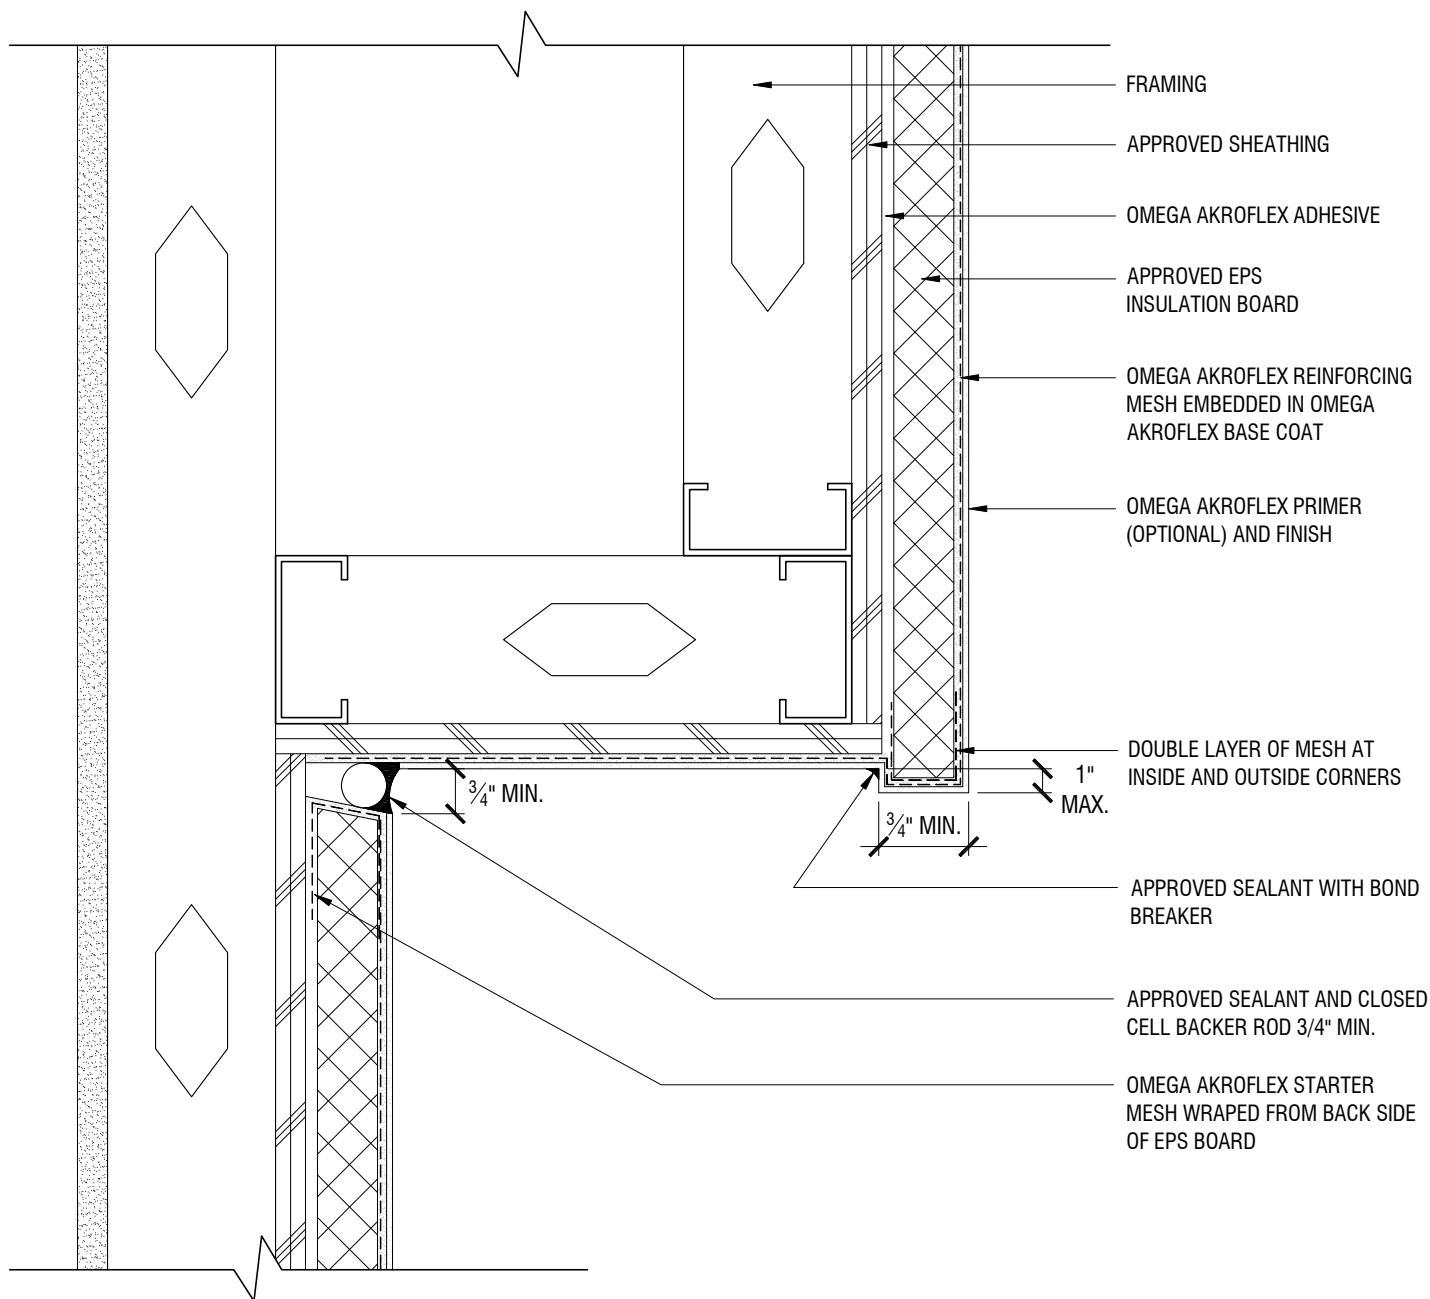 FRAMING
APPROVED SHEATHING
OMEGA AKROFLEX ADHESIVE
APPROVED EPS
INSULATION BOARD
OMEGA AKROFLEX REINFORCING
MESH EMBEDDED IN OMEGA
AKROFLEX BASE COAT
OMEGA AKROFLEX PRIMER
(OPTIONAL) AND FINISH
DOUBLE LAYER OF MESH AT
INSIDE AND OUTSIDE CORNERS
1"
MAX.
3/4" MIN.
3/4" MIN.
APPROVED SEALANT WITH BOND
BREAKER
APPROVED SEALANT AND CLOSED
CELL BACKER ROD 3/4" MIN.
OMEGA AKROFLEX STARTER
MESH WRAPED FROM BACK SIDE
OF EPS BOARD